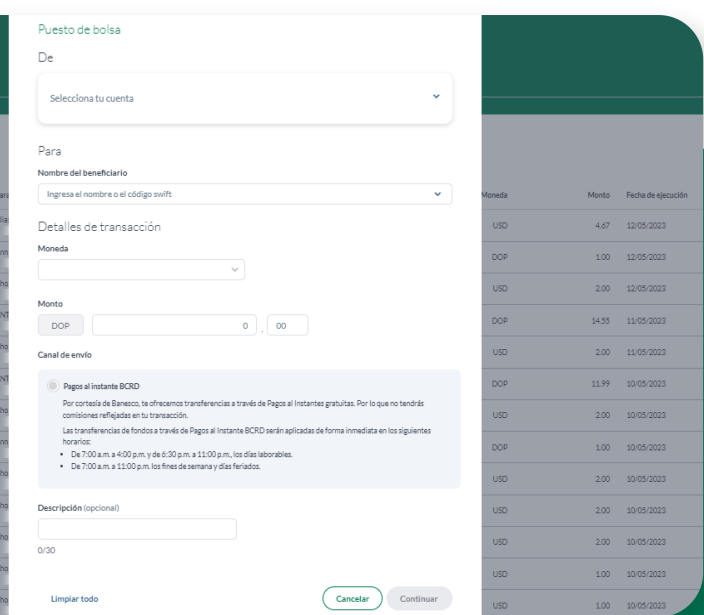 Puesto de bolsa
De
Selecciona tu cuenta
Para
Nombre del beneficiario
Ingresa el nombre o el código swift
Detalles de transacción
Moneda
Monto
DOP 0 , 00
Canal de envío
Pagos al instante BCRD
Por cortesía de Banesco, te ofrecemos transferencias a través de Pagos al Instantes gratuitas. Por lo que no tendrás
comisiones reflejadas en tu transacción.
Las transferencias de fondos a través de Pagos al Instante BCRD serán aplicadas de forma inmediata en los siguientes
horarios:
• De 7:00 a.m. a 4:00 p.m. y de 6:30 p.m. a 11:00 p.m., los días laborables.
• De 7:00 a.m. a 11:00 p.m. los fines de semana y días feriados.
Descripción (opcional)
0/30
Limpiar todo
Cancelar
Continuar
Moneda Monto Fecha de ejecución
USD 4.67 12/05/2023
DOP 1.00 12/05/2023
USD 2.00 12/05/2023
DOP 14.55 11/05/2023
USD 2.00 11/05/2023
DOP 11.99 10/05/2023
USD 2.00 10/05/2023
DOP 1.00 10/05/2023
USD 2.00 10/05/2023
USD 2.00 10/05/2023
USD 2.00 10/05/2023
USD 1.00 10/05/2023
USD 1.00 10/05/2023